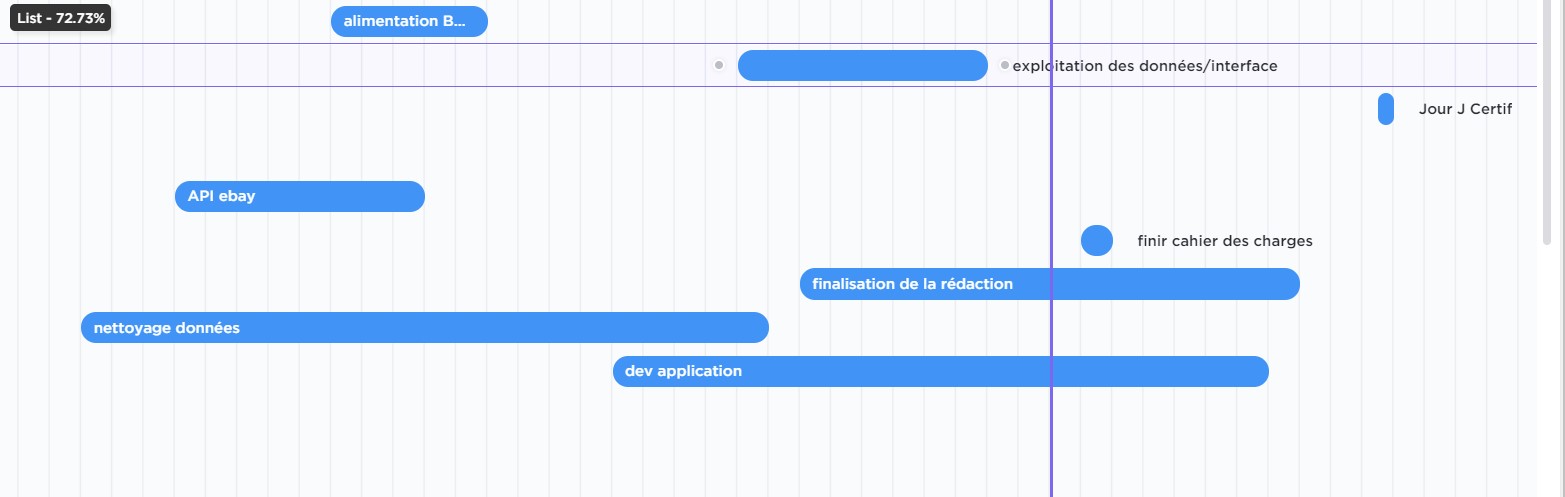 List - 72.73%
alimentation B...
exploitation des données/interface
Jour J Certif
API ebay
finir cahier des charges
finalisation de la rédaction
nettoyage données
dev application